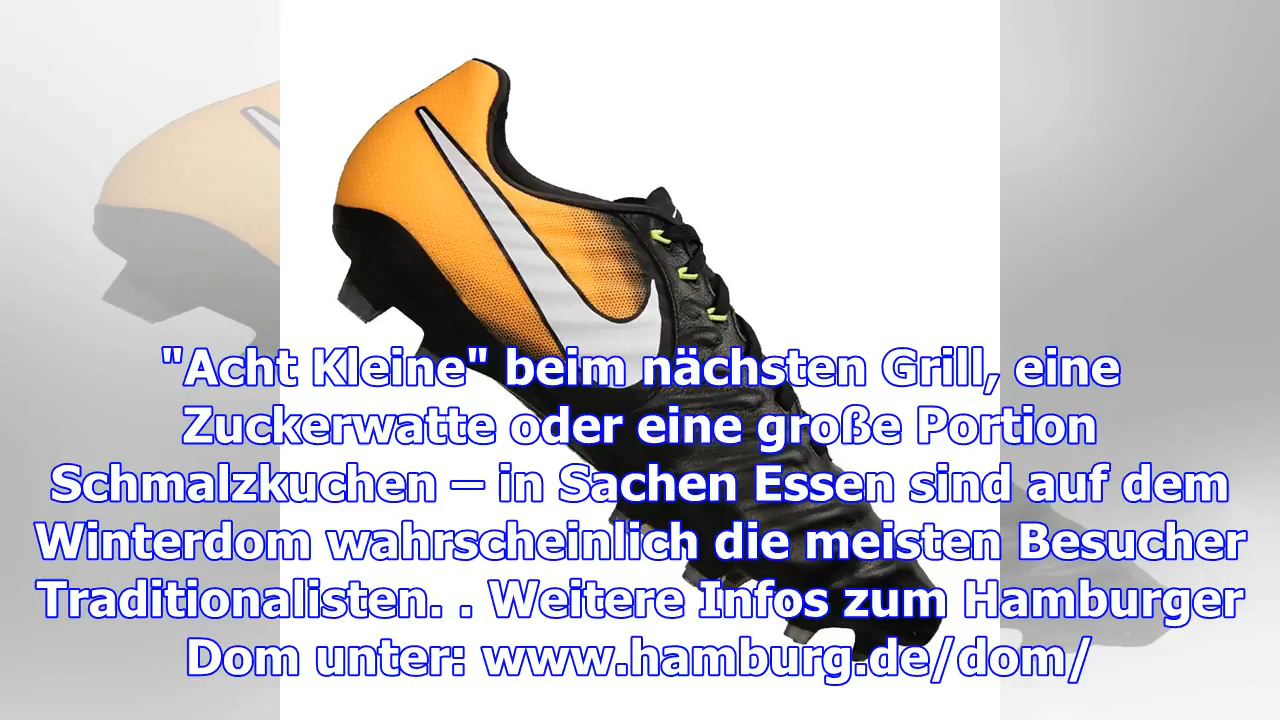 "Acht Kleine" beim nächsten Grill, eine
Zuckerwatte oder eine große Portion
Schmalzkuchen – in Sachen Essen sind auf dem
Winterdom wahrscheinlich die meisten Besucher
Traditionalisten. . Weitere Infos zum Hamburger
Dom unter: www.hamburg.de/dom/